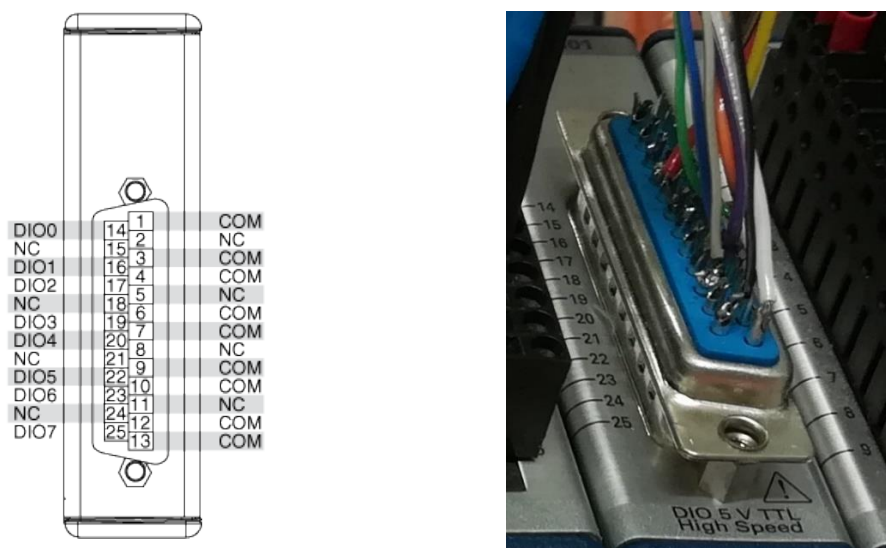 DIO0
NC
DIO1
DIO2
NC
DIO3
DIO4
NC
DIO5
DIO6
NC
DIO7
14
15
16
17
18
19
20
21
22
23
24
25
1
2
3
4
5
6
7
8
9
10
11
12
13
COM
NC
COM
COM
NC
COM
COM
NC
COM
COM
NC
COM
COM
14
15
16
17
18
19
20
21
22
23
24
25
4
5
6
7
8
9
DIO 5 V TTL
High Speed